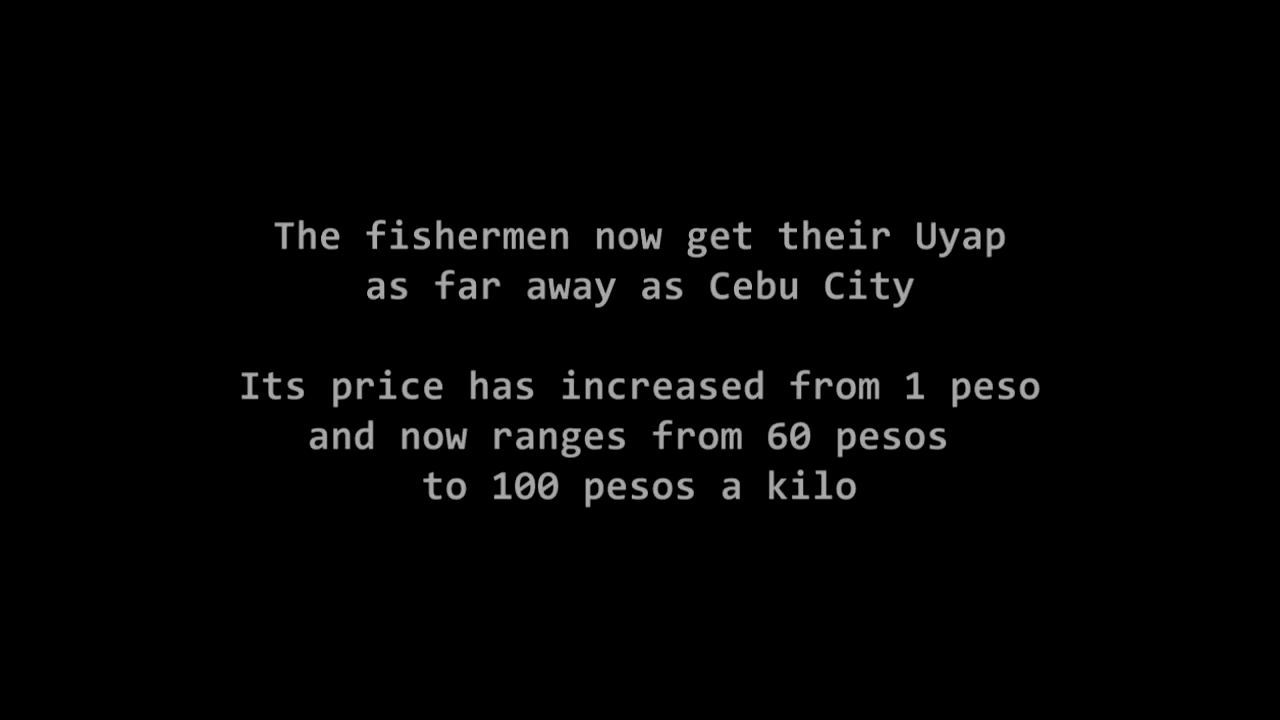 The fishermen now get their Uyap
as far away as Cebu City
Its price has increased from 1 peso
and now ranges from 60 pesos
to 100 pesos a kilo